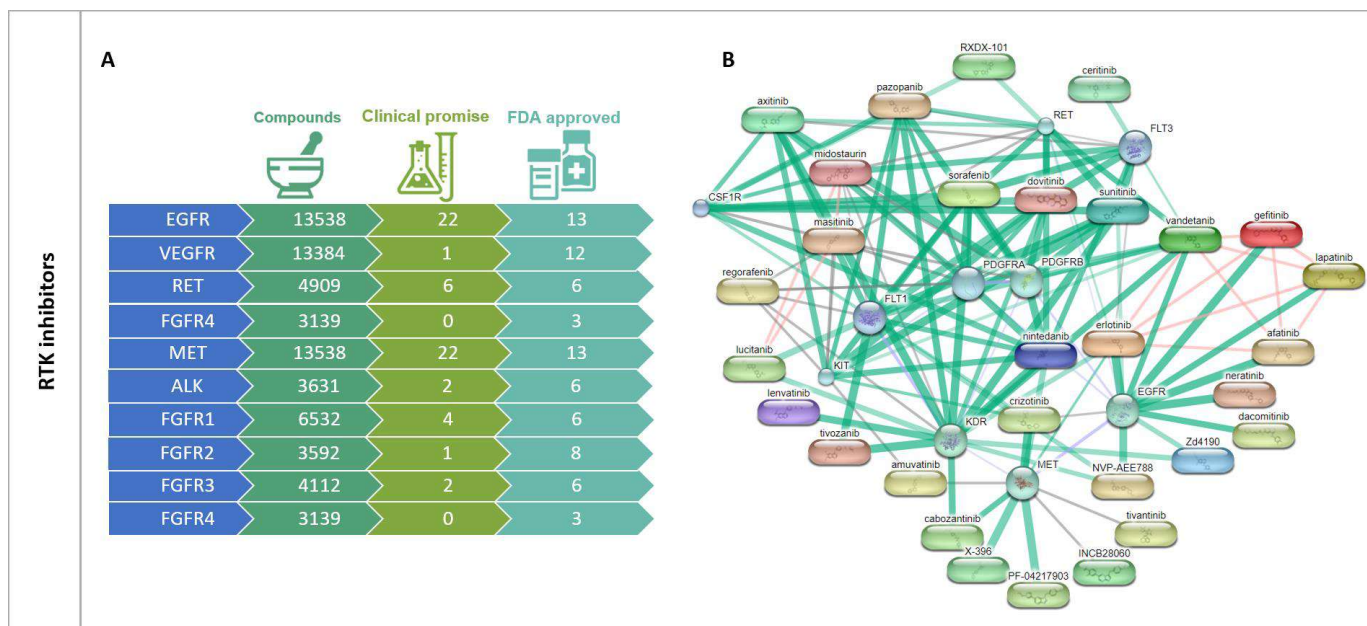 RTK inhibitors
A
Compounds
Clinical promise
FDA approved
EGFR 13538 22 13
VEGFR 13384 1 12
RET 4909 6 6
FGFR4 3139 0 3
MET 13538 22 13
ALK 3631 2 6
FGFR1 6532 4 6
FGFR2 3592 1 8
FGFR3 4112 2 6
FGFR4 3139 0 3
B
RXDX-101
ceritinib
pazopanib
axitinib
RET
FLT3
midostaurin
sorafenib
dovitinib
sunitinib
CSF1R
masitinib
vandetanib
gefitinib
lapatinib
PDGFRA
PDGFRB
regorafenib
FLT1
nintedanib
erlotinib
afatinib
lucitanib
KIT
neratinib
lenvatinib
crizotinib
EGFR
KDR
dacomitinib
tivozanib
Zd4190
amuvatinib
MET
NVP-AEE788
cabozantinib
tivantinib
X-396
INCB28060
PF-04217903